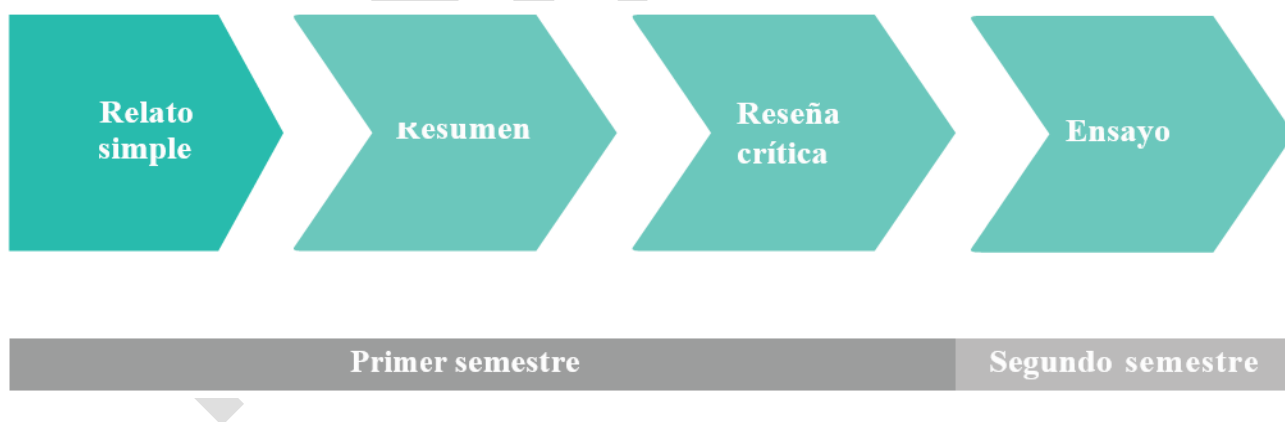 Relato
simple
Resumen
Reseña
crítica
Ensayo
Primer semestre
Segundo semestre